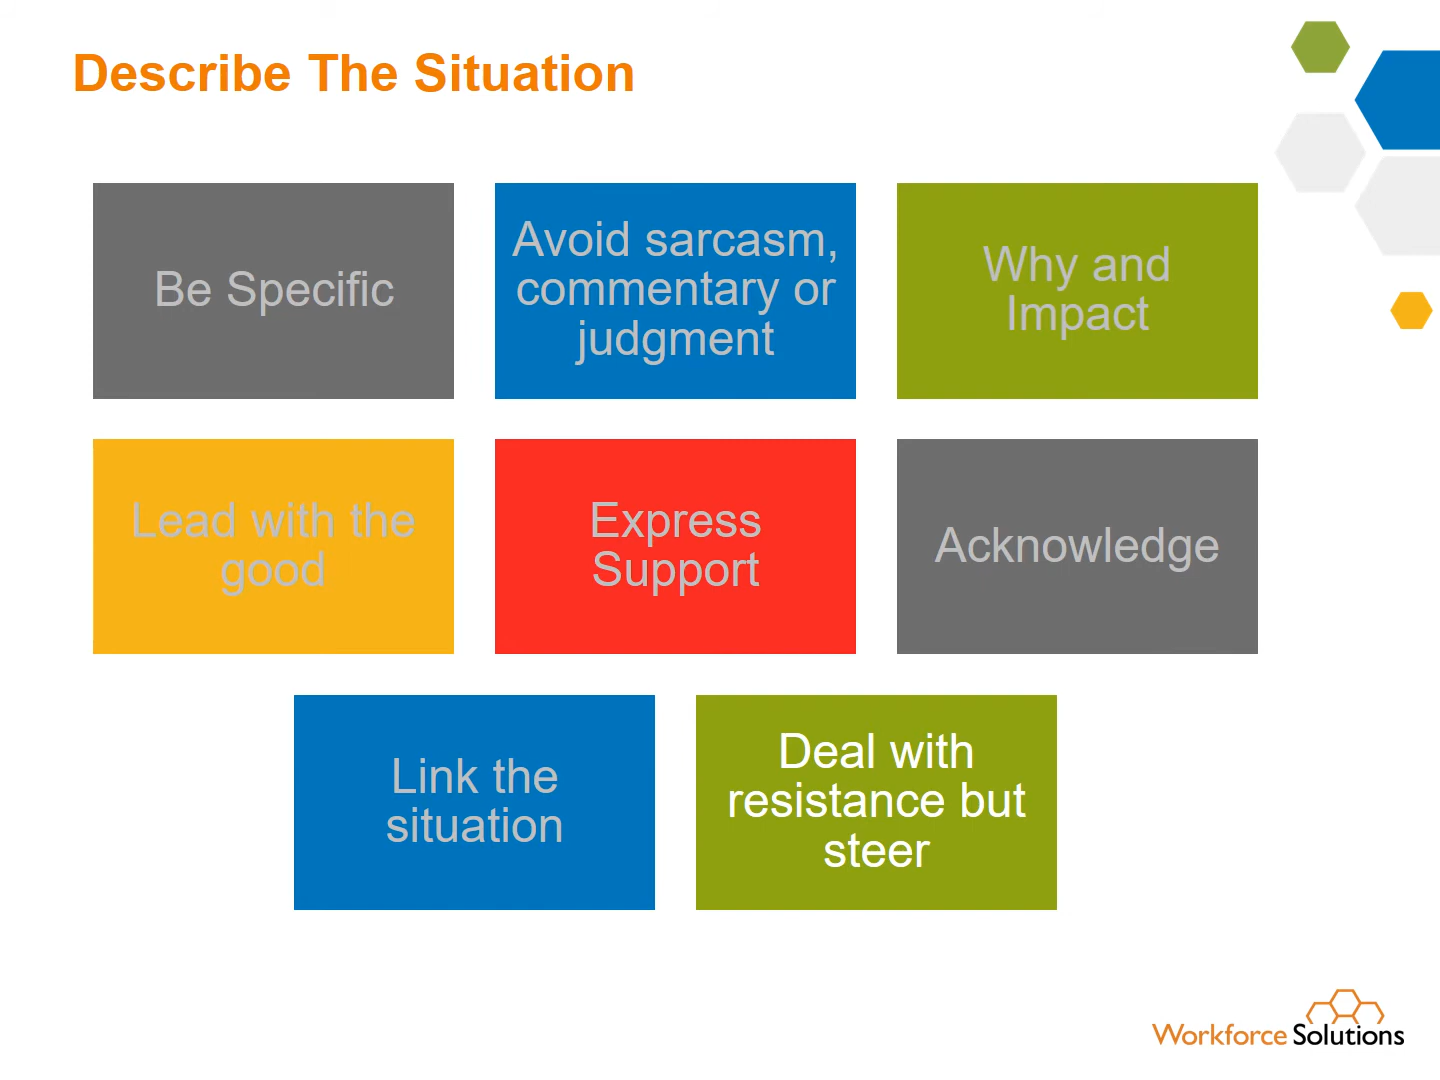 Describe The Situation
Be Specific
Avoid sarcasm,
commentary or
judgment
Why and
Impact
Lead with the
good
Express
Support
Acknowledge
Link the
situation
Deal with
resistance but
steer
Workforce Solutions